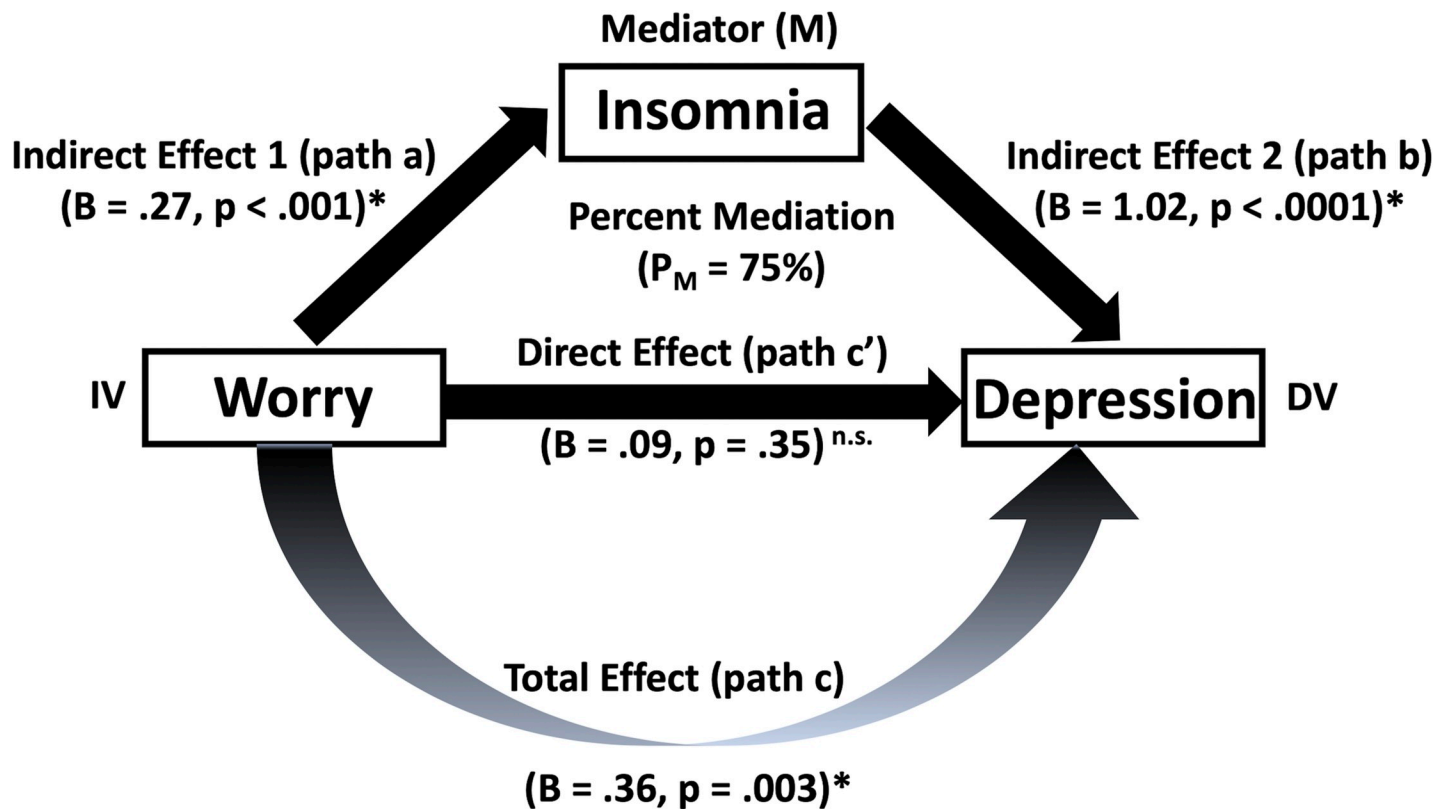 Mediator (M)
Insomnia
Indirect Effect 1 (path a)
(B = .27, p < .001)*
Indirect Effect 2 (path b)
(B = 1.02, p < .0001)*
Percent Mediation
(PM = 75%)
Direct Effect (path c’)
IV
Worry
Depression
DV
(B = .09, p = .35) n.s.
Total Effect (path c)
(B = .36, p = .003)*